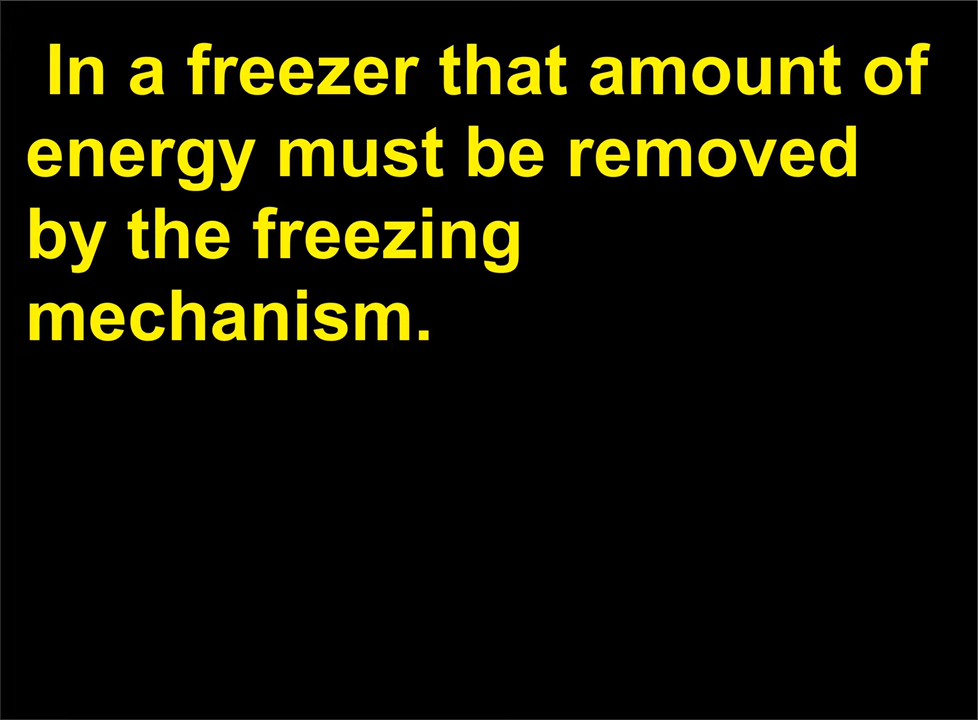 In a freezer that amount of
energy must be removed
by the freezing
mechanism.